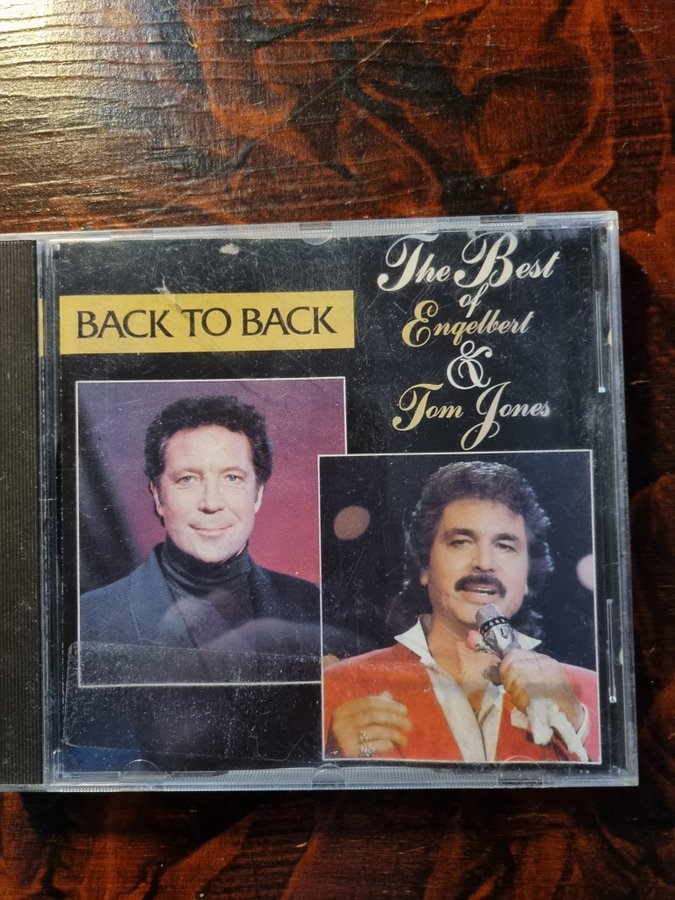 The Best
of
Engelbert
&
Tom Jones
BACK TO BACK